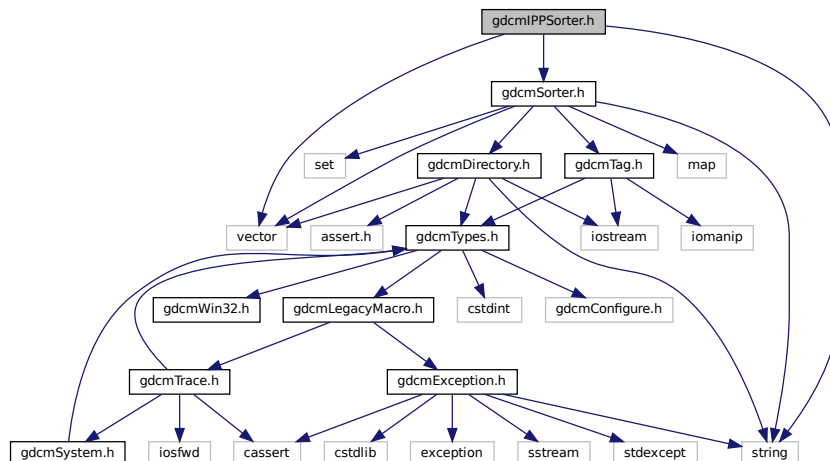 gdcmIPPSorter.h
gdcmSorter.h
set
gdcmDirectory.h
gdcmTag.h
map
vector
assert.h
gdcmTypes.h
iostream
iomanip
gdcmWin32.h
gdcmLegacyMacro.h
cstdint
gdcmConfigure.h
gdcmTrace.h
gdcmException.h
gdcmSystem.h
iosfwd
cassert
cstdlib
exception
sstream
stdexcept
string